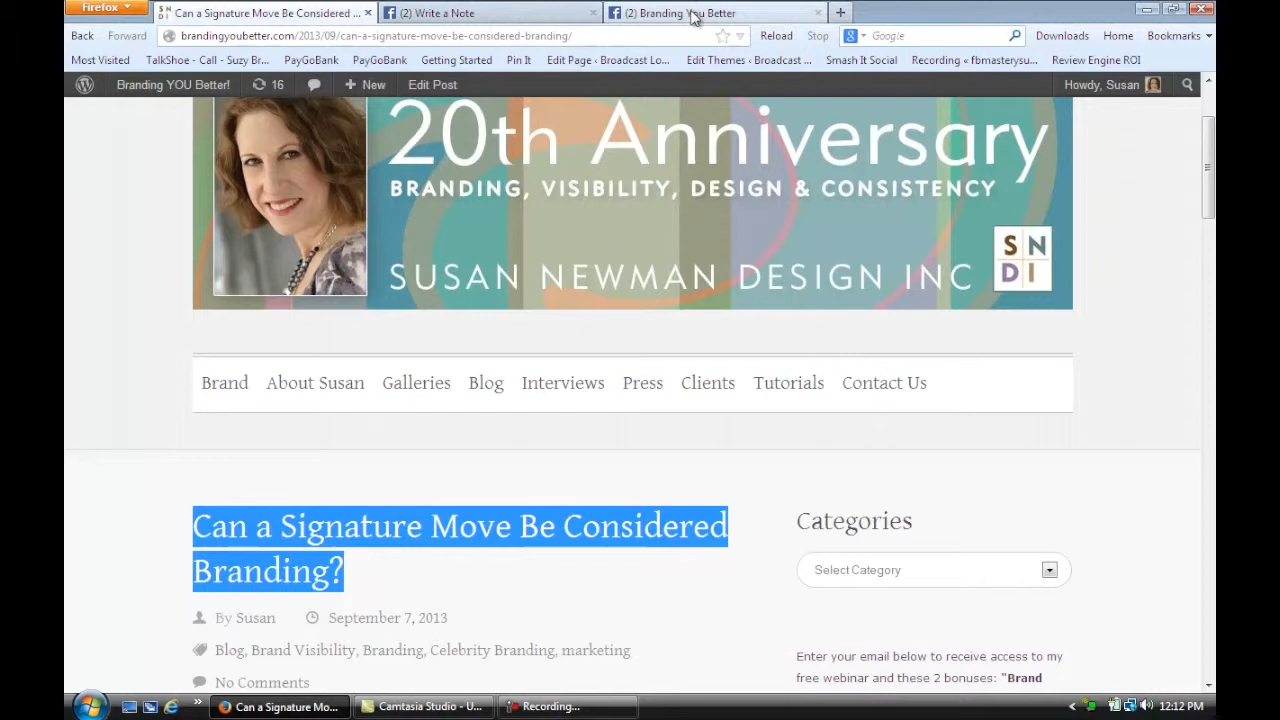 Firefox
S N D I Can a Signature Move Be Considered ...
(2) Write a Note
(2) Branding You Better
Back Forward brandingyoubetter.com/2013/09/can-a-signature-move-be-considered-branding/ Reload Stop Google Downloads Home Bookmarks
Most Visited TalkShoe - Call - Suzy Br... PayGoBank PayGoBank Getting Started Pin It Edit Page ‹ Broadcast Lo... Edit Themes ‹ Broadcast ... Smash It Social Recording « fbmasterysu... Review Engine ROI
Branding YOU Better! 16 New Edit Post Howdy, Susan
20th Anniversary
BRANDING, VISIBILITY, DESIGN & CONSISTENCY
SUSAN NEWMAN DESIGN INC
S N
D I
Brand About Susan Galleries Blog Interviews Press Clients Tutorials Contact Us
Can a Signature Move Be Considered
Branding?
By Susan September 7, 2013
Blog, Brand Visibility, Branding, Celebrity Branding, marketing
No Comments
Categories
Select Category
Enter your email below to receive access to my
free webinar and these 2 bonuses: "Brand
Can a Signature Mo... Camtasia Studio - U... Recording... 12:12 PM